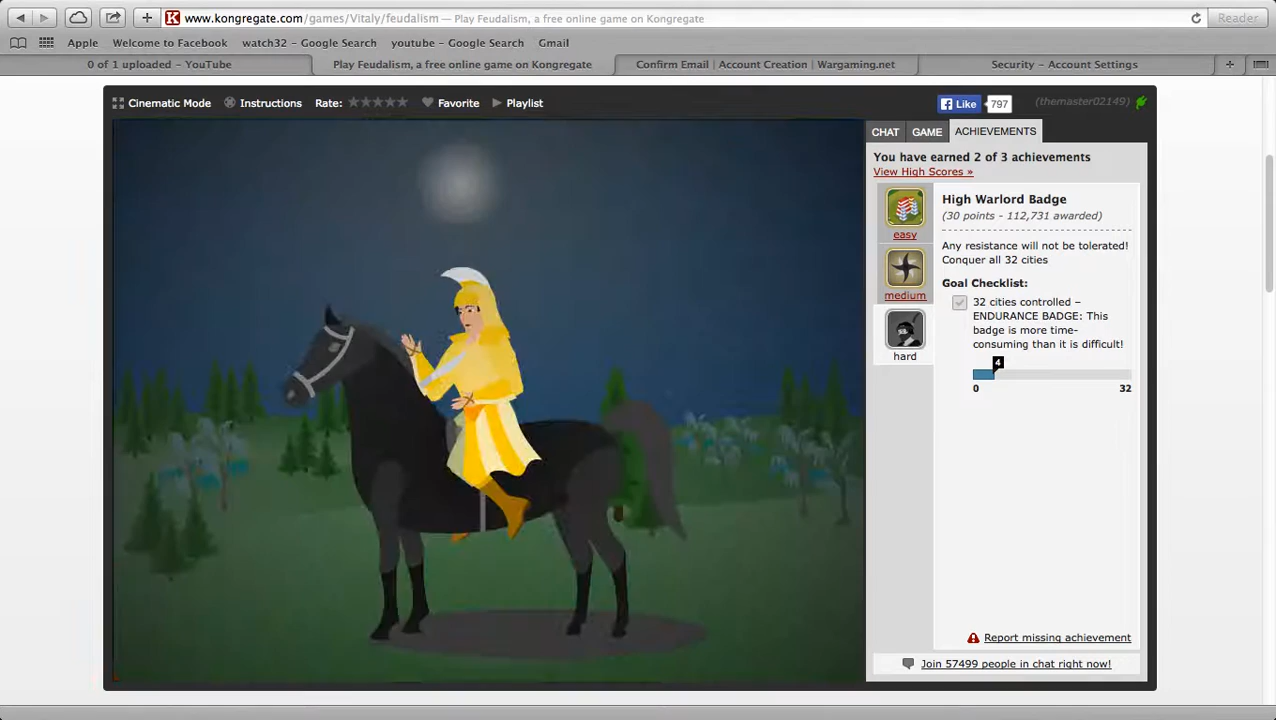 www.kongregate.com/games/Vitaly/feudalism — Play Feudalism, a free online game on Kongregate
Reader
Apple Welcome to Facebook watch32 – Google Search youtube – Google Search Gmail
0 of 1 uploaded – YouTube Play Feudalism, a free online game on Kongregate Confirm Email | Account Creation | Wargaming.net Security – Account Settings
Cinematic Mode Instructions Rate: Favorite Playlist Like 797 (themaster02149)
CHAT GAME ACHIEVEMENTS
You have earned 2 of 3 achievements
View High Scores »
easy
medium
hard
High Warlord Badge
(30 points - 112,731 awarded)
Any resistance will not be tolerated!
Conquer all 32 cities
Goal Checklist:
32 cities controlled –
ENDURANCE BADGE: This
badge is more time-
consuming than it is difficult!
4
0 32
Report missing achievement
Join 57499 people in chat right now!